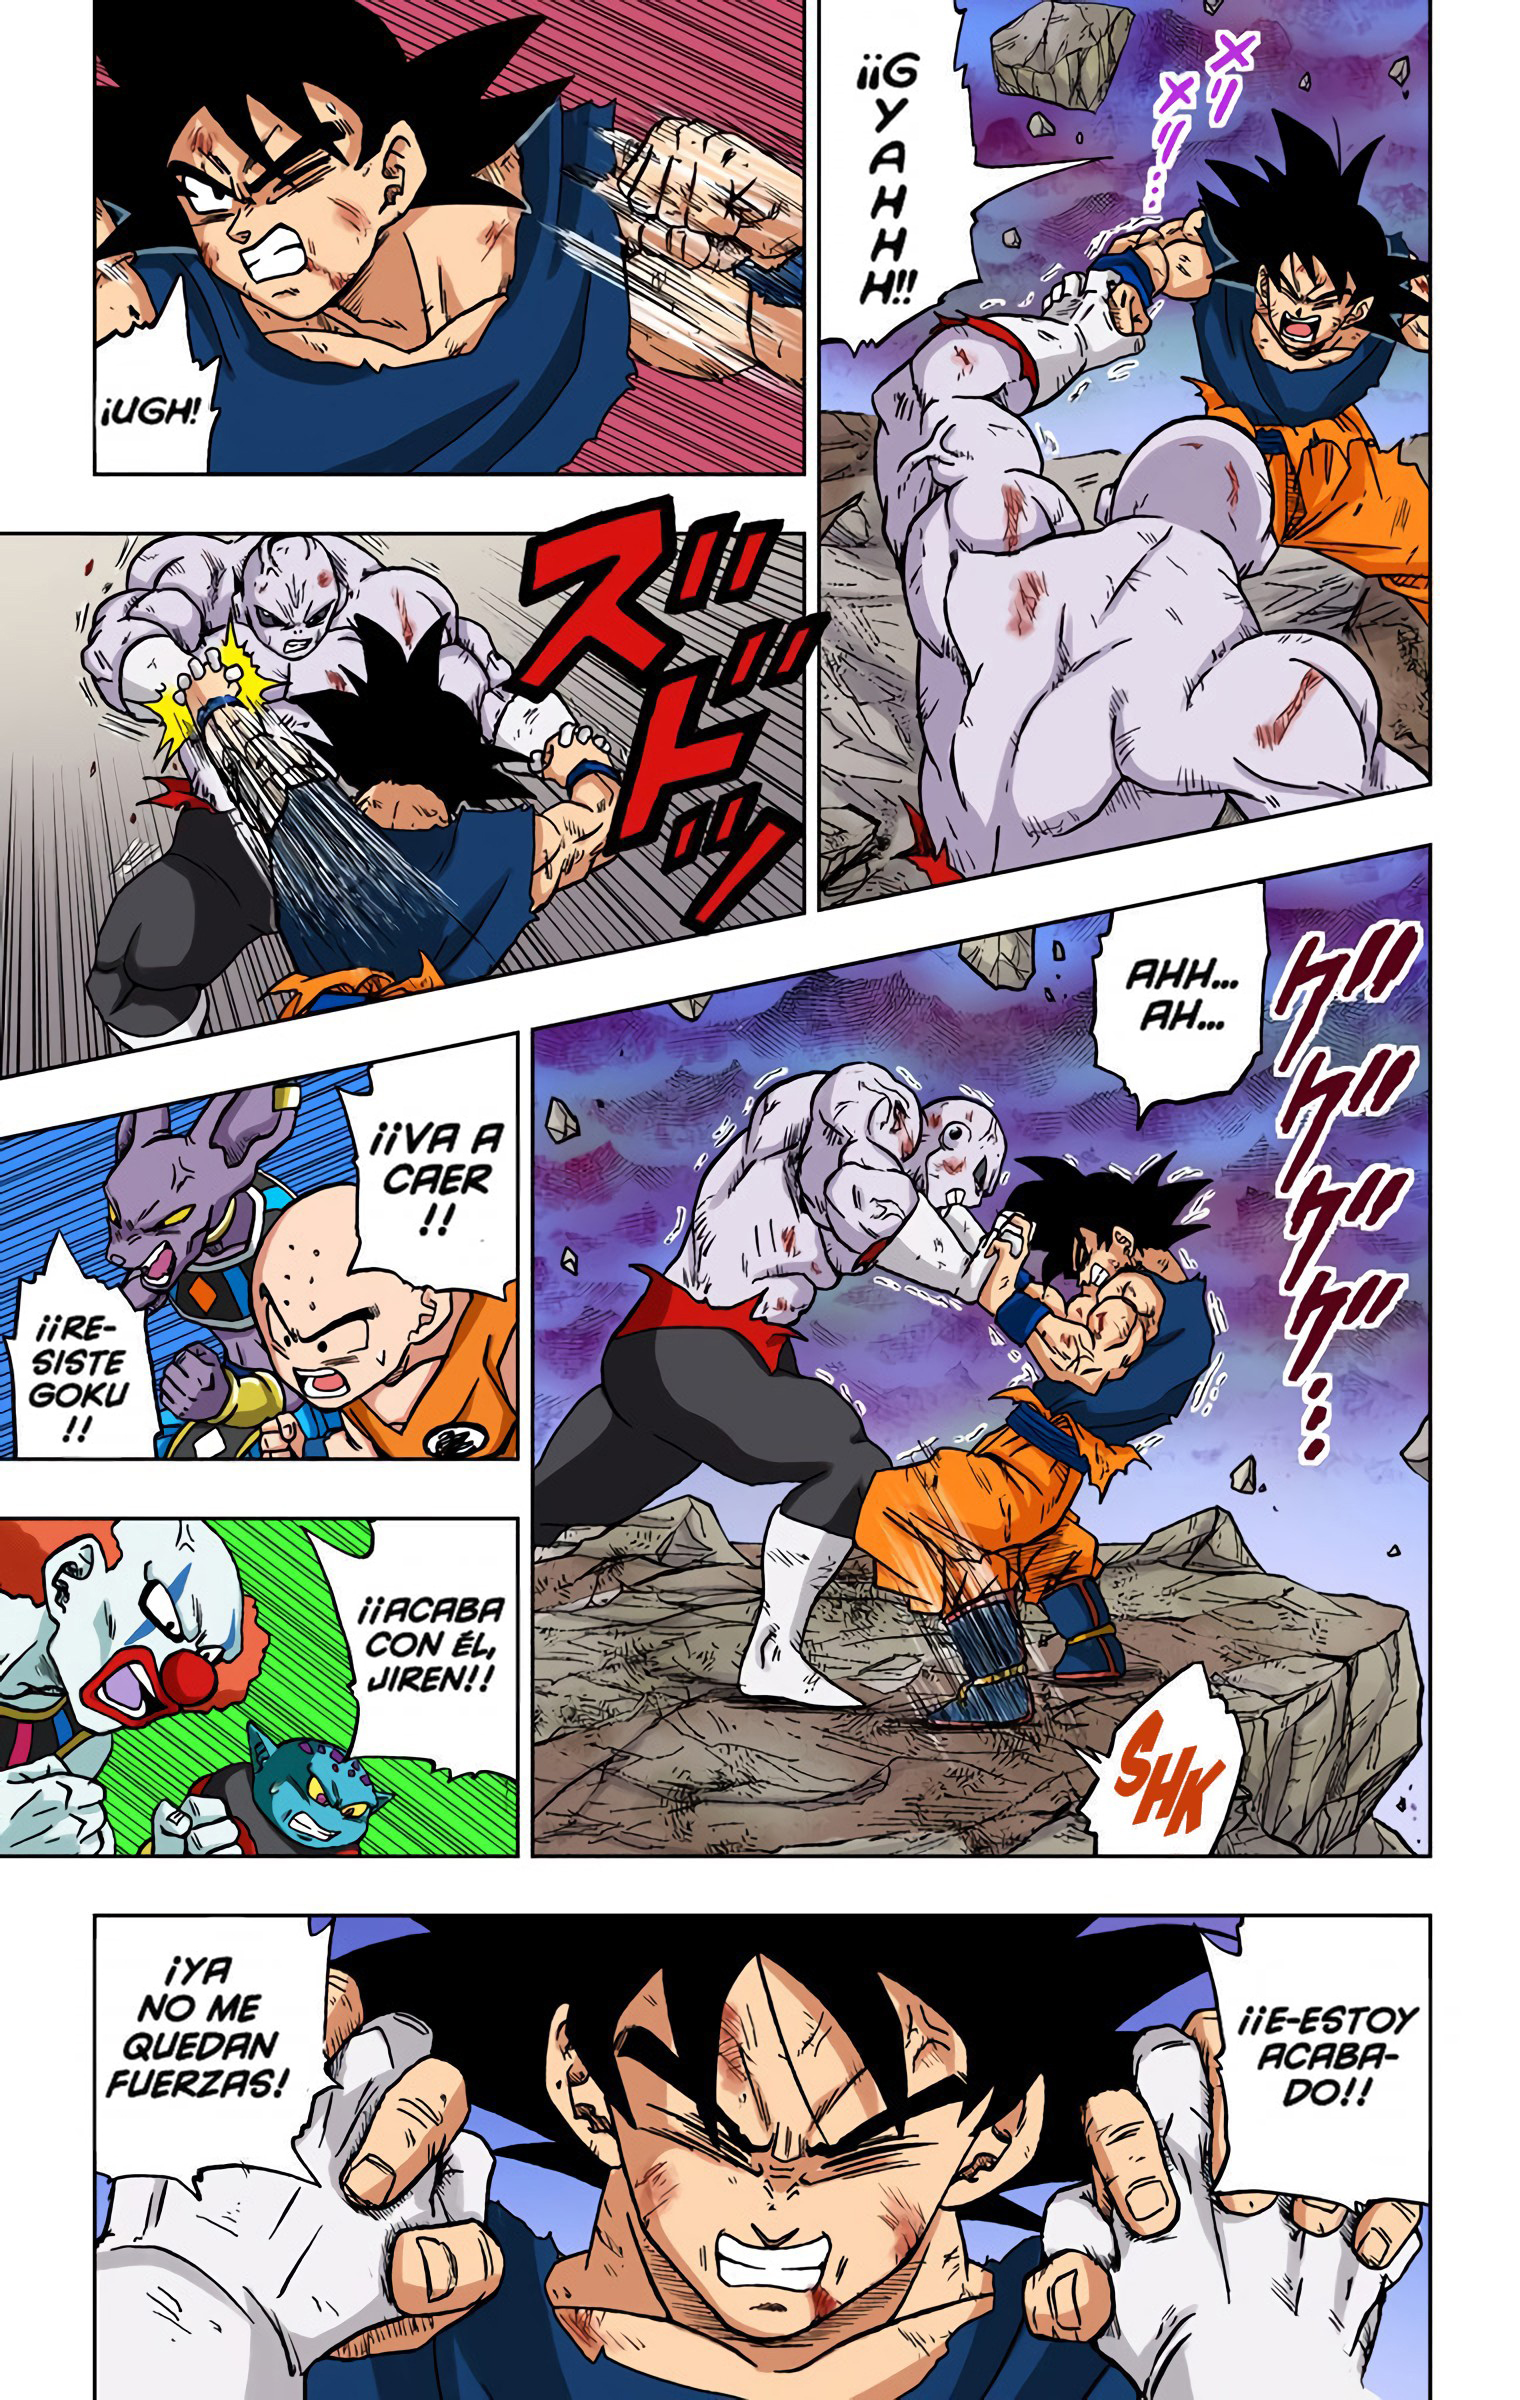 ¡¡G
Y
A
H
H
H!!
メリ
メリ…
¡UGH!
ズドッ
AHH...
AH...
グググググ…
¡¡VA A
CAER
!!
¡¡RE-
SISTE
GOKU
!!
¡¡ACABA
CON ÉL,
JIREN!!
SHK
¡¡E-ESTOY
ACABA-
DO!!
¡YA
NO ME
QUEDAN
FUERZAS!